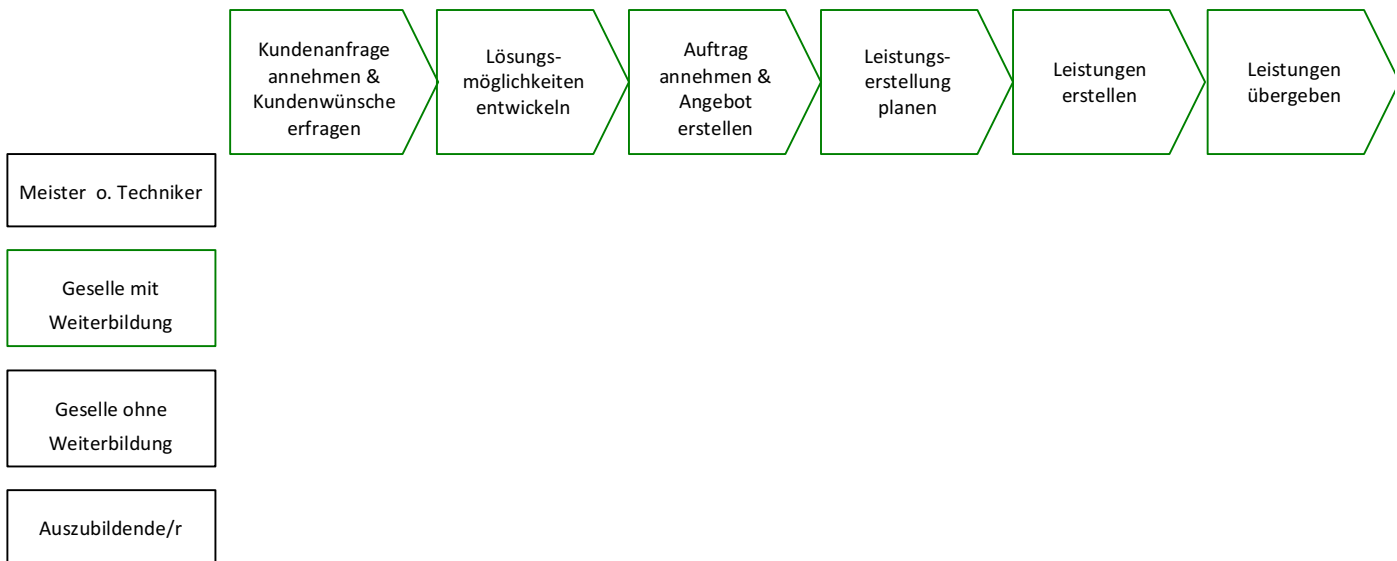 Kundenanfrage
annehmen &
Kundenwünsche
erfragen
Lösungs-
möglichkeiten
entwickeln
Auftrag
annehmen &
Angebot
erstellen
Leistungs-
erstellung
planen
Leistungen
erstellen
Leistungen
übergeben
Meister o. Techniker
Geselle mit
Weiterbildung
Geselle ohne
Weiterbildung
Auszubildende/r